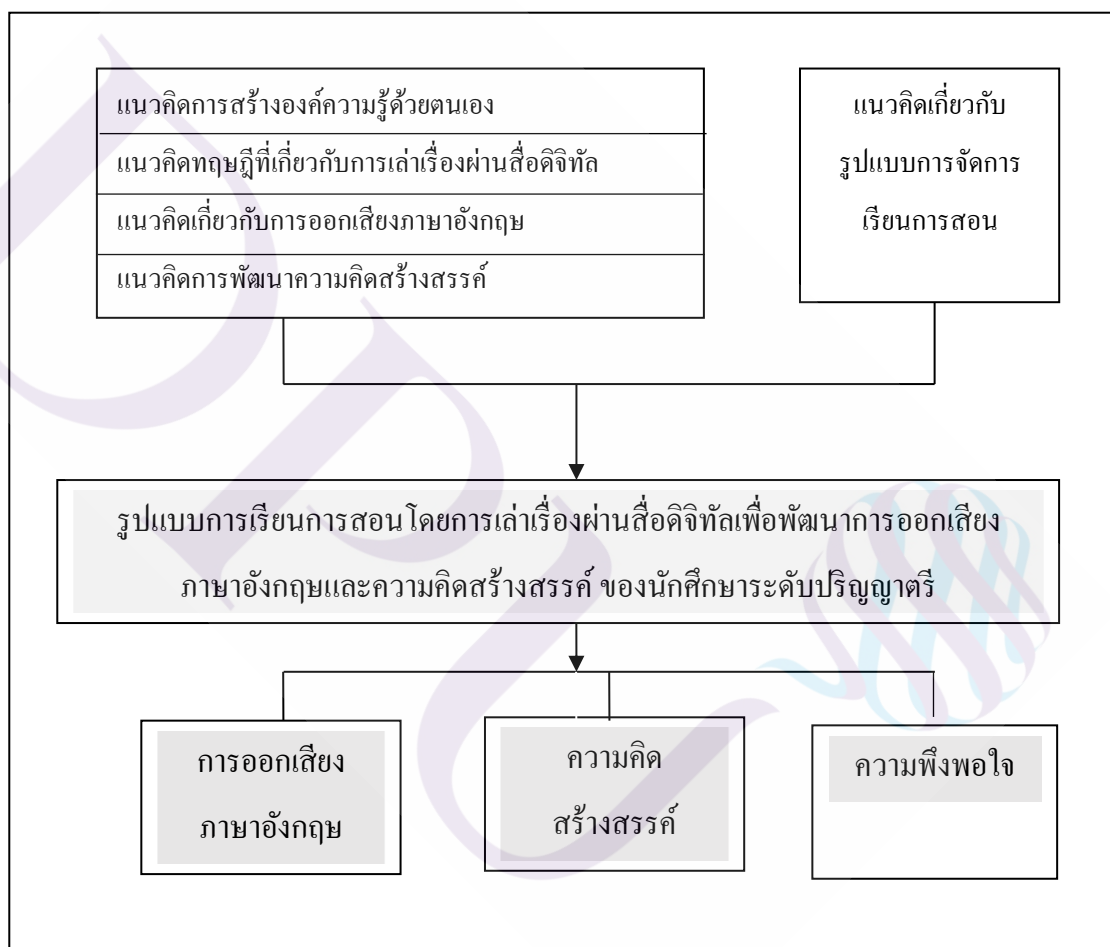 แนวคิดการสร้างองค์ความรู้ด้วยตนเอง
แนวคิดทฤษฎีที่เกี่ยวกับการเล่าเรื่องผ่านสื่อดิจิทัล
แนวคิดเกี่ยวกับการออกเสียงภาษาอังกฤษ
แนวคิดการพัฒนาความคิดสร้างสรรค์
แนวคิดเกี่ยวกับ
รูปแบบการจัดการ
เรียนการสอน
รูปแบบการเรียนการสอนโดยการเล่าเรื่องผ่านสื่อดิจิทัลเพื่อพัฒนาการออกเสียง
ภาษาอังกฤษและความคิดสร้างสรรค์ ของนักศึกษาระดับปริญญาตรี
การออกเสียง
ภาษาอังกฤษ
ความคิด
สร้างสรรค์
ความพึงพอใจ
DPU